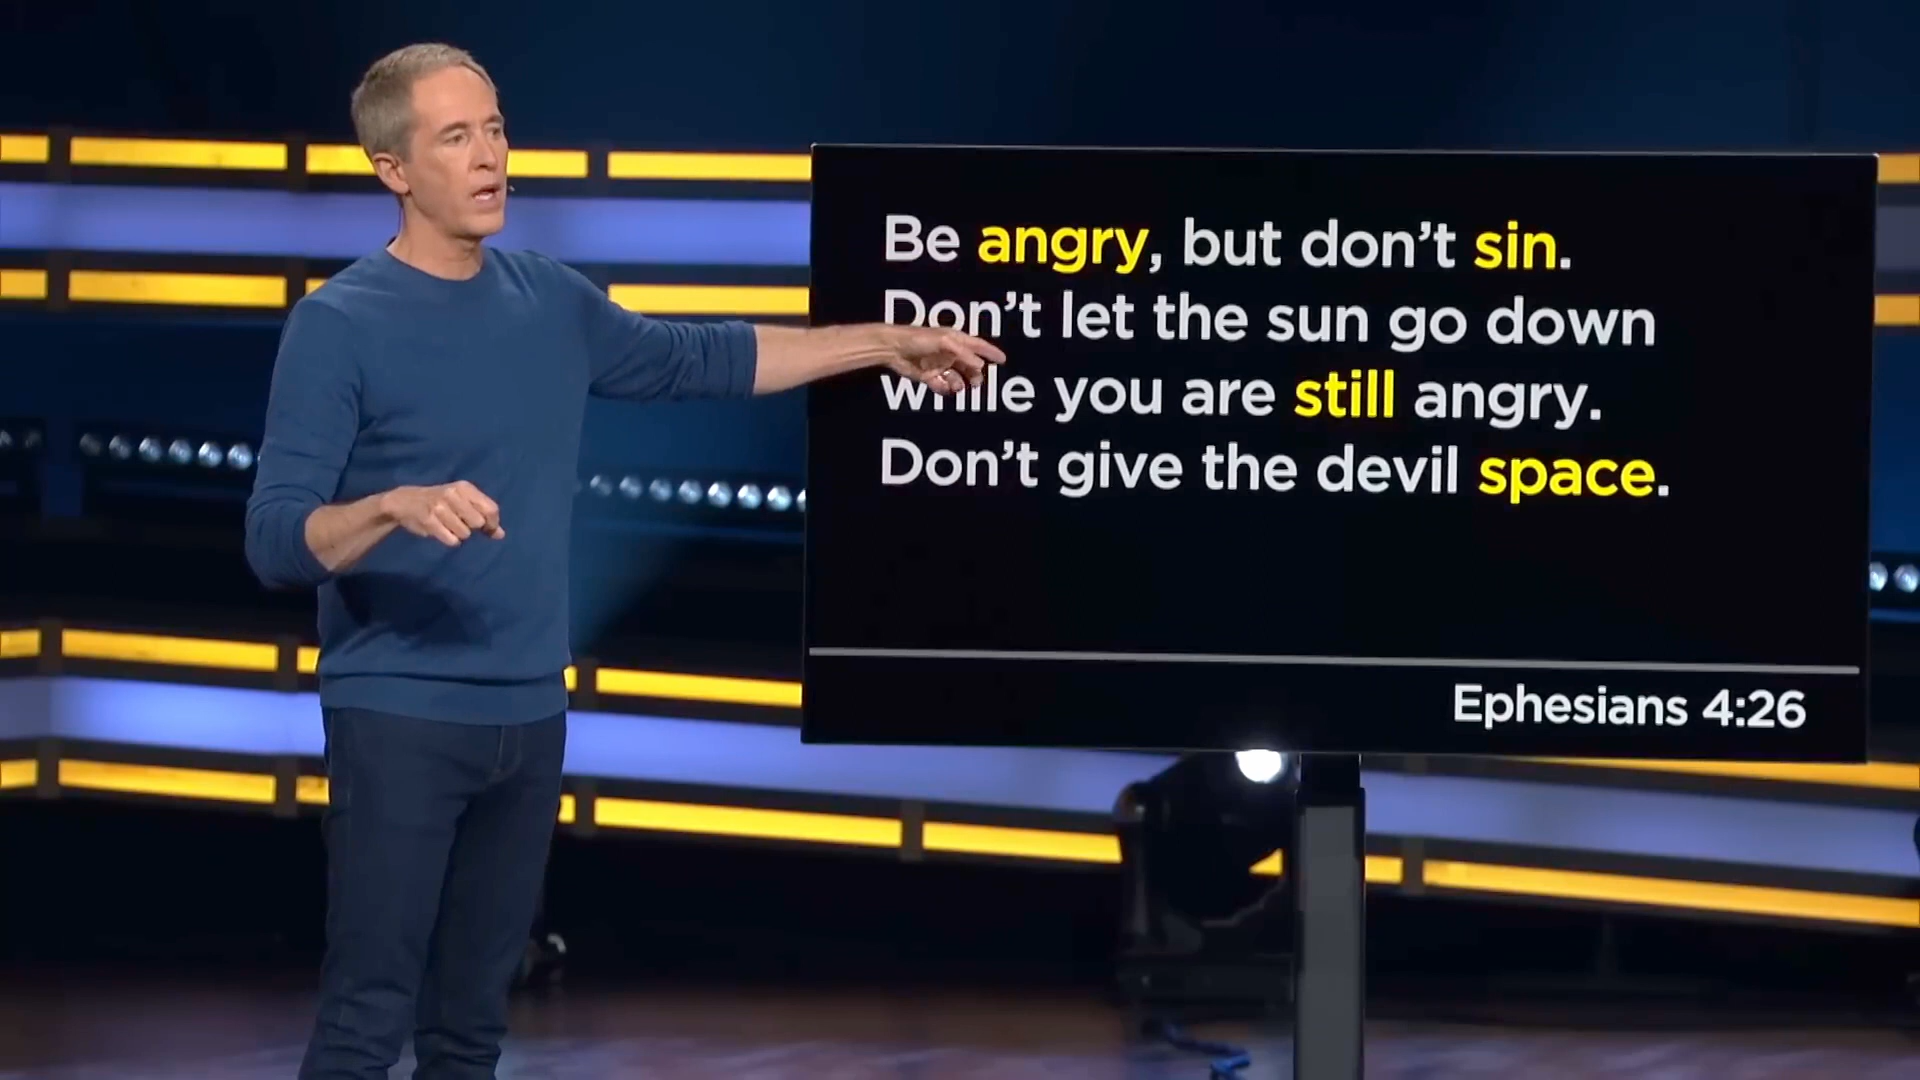 Be angry, but don't sin.
Don't let the sun go down
while you are still angry.
Don't give the devil space.
Ephesians 4:26